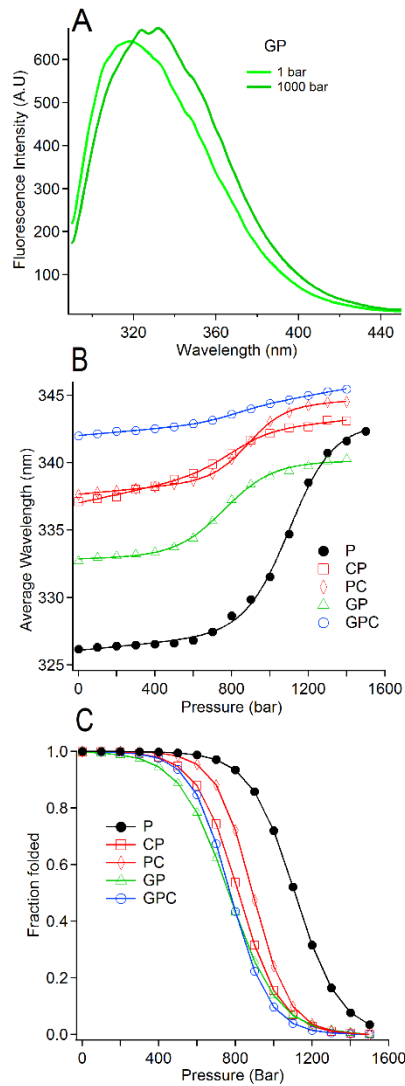 A
GP
1 bar
1000 bar
Fluorescence Intensity (A.U)
600
500
400
300
200
100
320
360
400
440
Wavelength (nm)
B
Average Wavelength (nm)
345
340
335
330
325
P
CP
PC
GP
GPC
0
400
800
1200
1600
Pressure (bar)
C
Fraction folded
1.0
0.8
0.6
0.4
0.2
0.0
P
CP
PC
GP
GPC
0
400
800
1200
1600
Pressure (Bar)